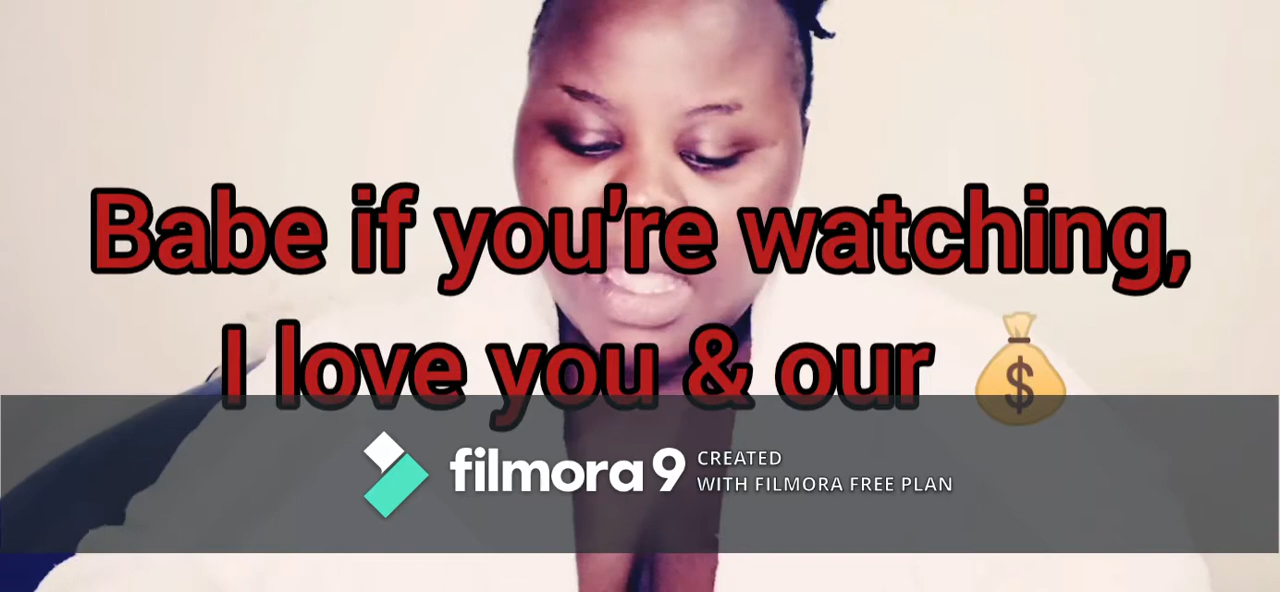 Babe if you're watching,
I love you & our 💰
filmora 9
CREATED
WITH FILMORA FREE PLAN